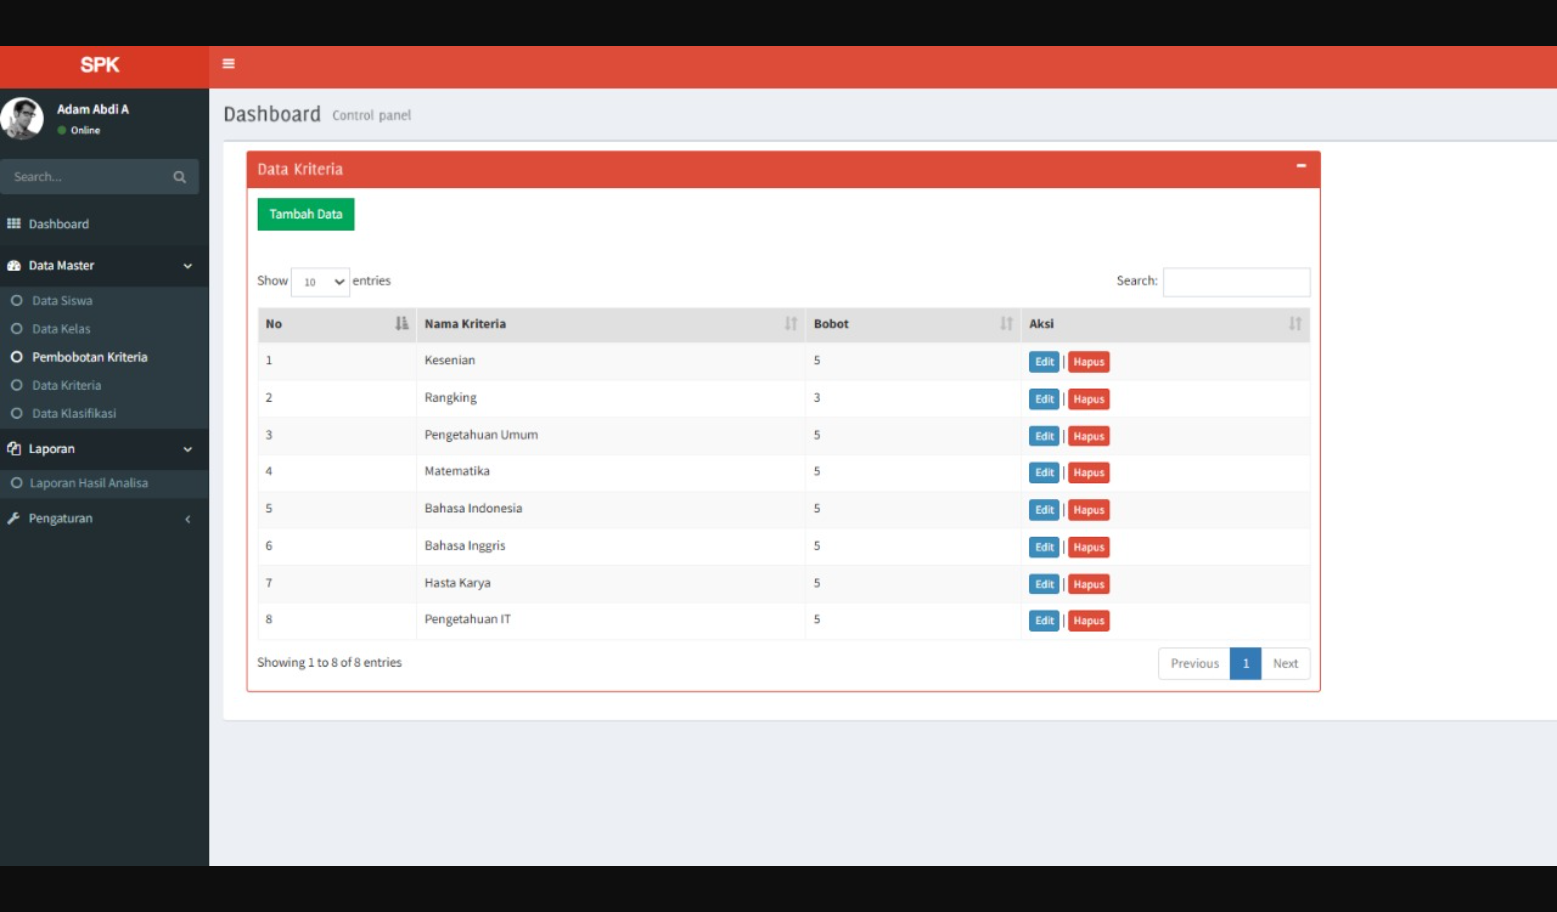 SPK
Adam Abdi A
Online
Search...
Dashboard
Data Master
Data Siswa
Data Kelas
Pembobotan Kriteria
Data Kriteria
Data Klasifikasi
Laporan
Laporan Hasil Analisa
Pengaturan
Dashboard Control panel
Data Kriteria
Tambah Data
Show 10 entries Search:
No Nama Kriteria Bobot Aksi
1 Kesenian 5 Edit | Hapus
2 Rangking 3 Edit | Hapus
3 Pengetahuan Umum 5 Edit | Hapus
4 Matematika 5 Edit | Hapus
5 Bahasa Indonesia 5 Edit | Hapus
6 Bahasa Inggris 5 Edit | Hapus
7 Hasta Karya 5 Edit | Hapus
8 Pengetahuan IT 5 Edit | Hapus
Showing 1 to 8 of 8 entries Previous 1 Next